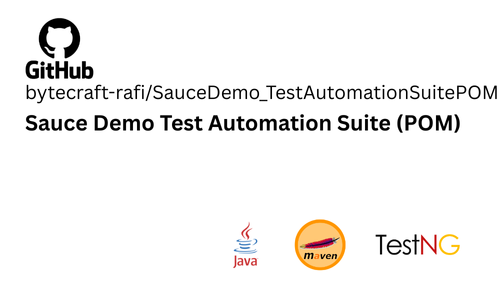 GitHub
bytecraft-rafi/SauceDemo_TestAutomationSuitePOM
Sauce Demo Test Automation Suite (POM)
Java
maven
TestNG